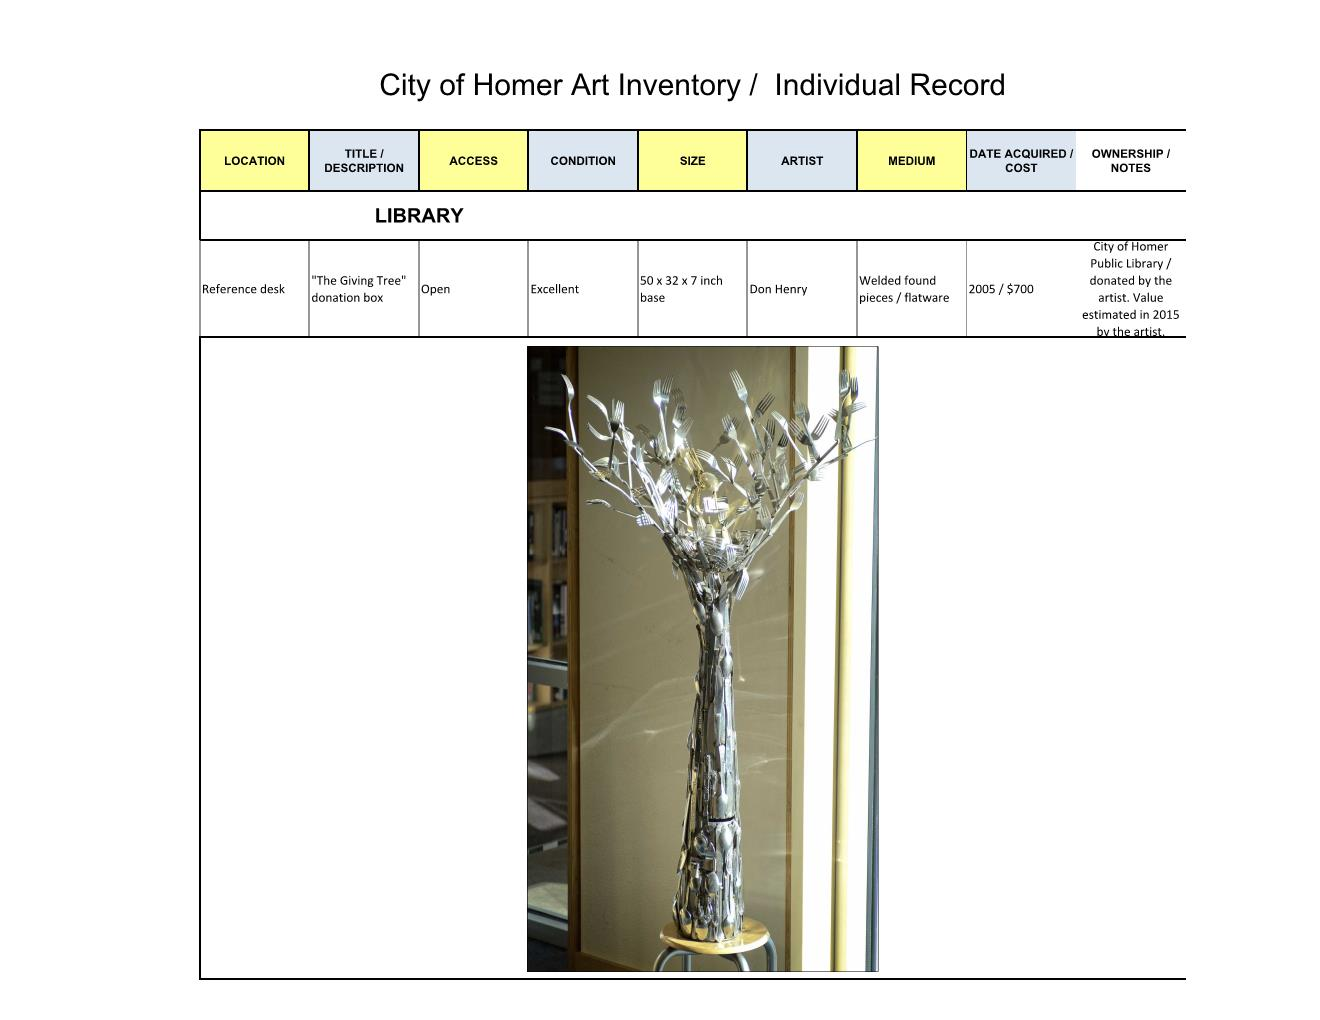 City of Homer Art Inventory /  Individual Record
LOCATION
TITLE /
DESCRIPTION
ACCESS
CONDITION
SIZE
ARTIST
MEDIUM
DATE ACQUIRED /
COST
OWNERSHIP /
NOTES
LIBRARY
Reference desk
"The Giving Tree"
donation box
Open
Excellent
50 x 32 x 7 inch
base
Don Henry
Welded found
pieces / flatware
2005 / $700
City of Homer
Public Library /
donated by the
artist. Value
estimated in 2015
by the artist.